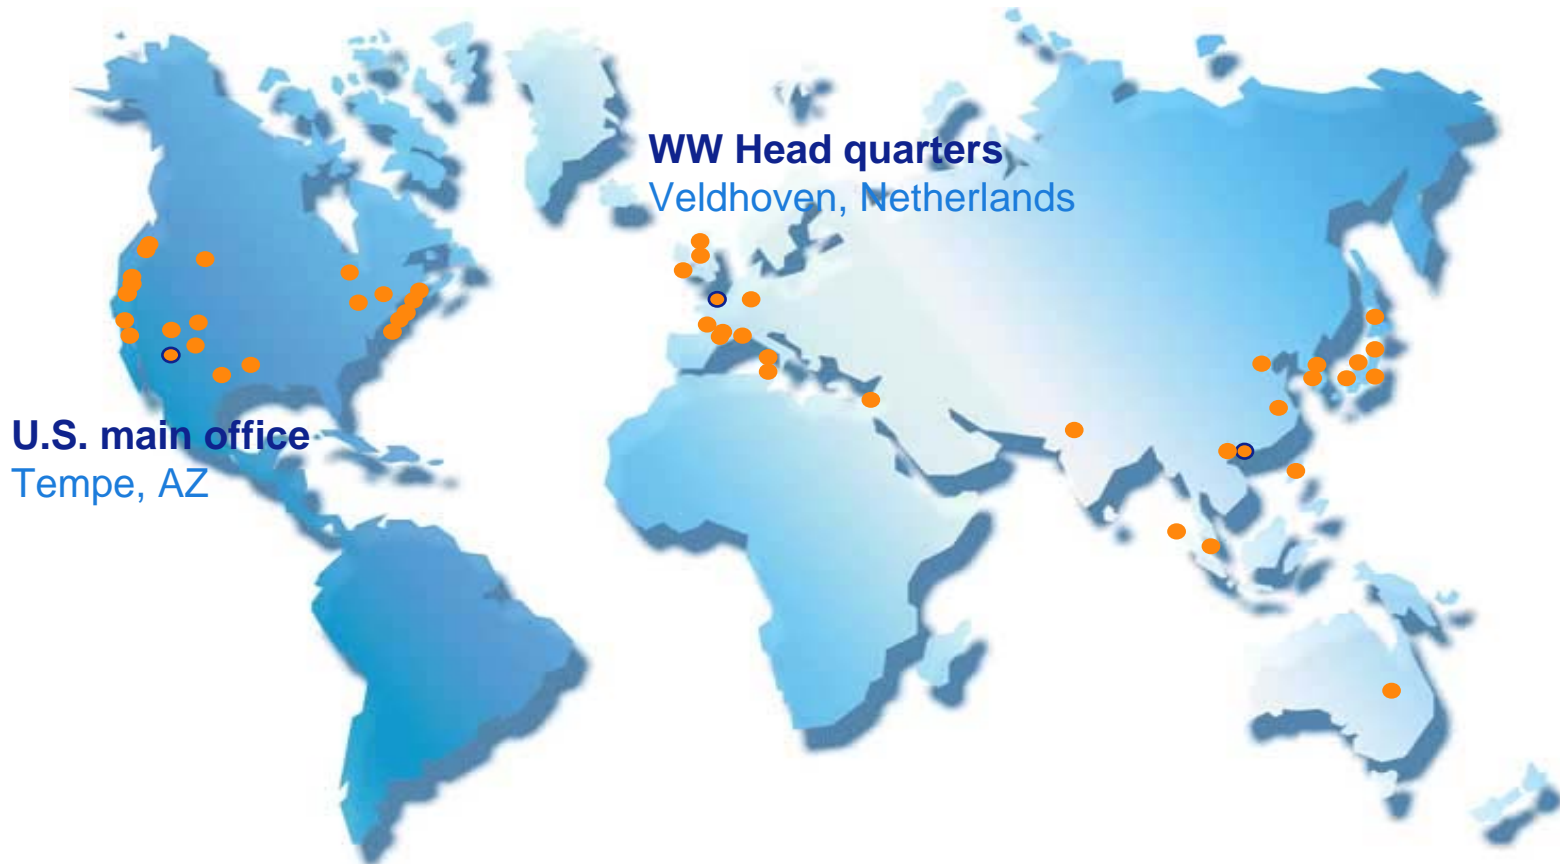 WW Head quarters
Veldhoven, Netherlands
U.S. main office
Tempe, AZ